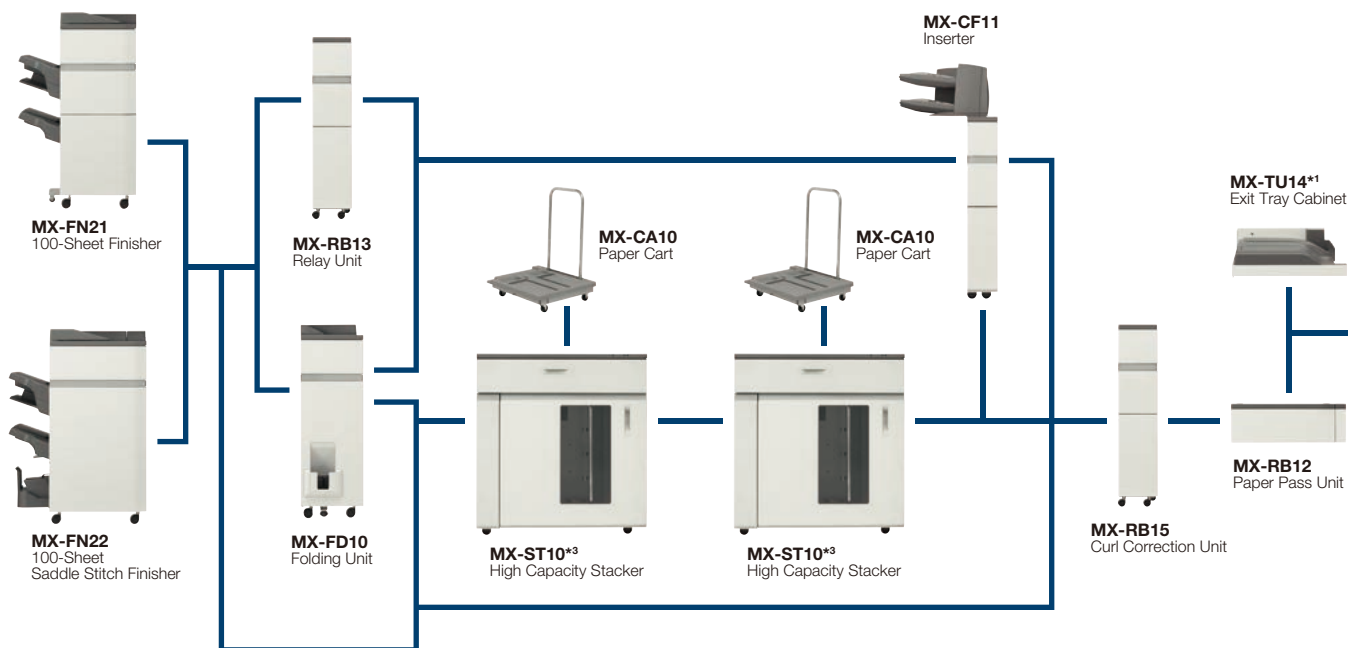 MX-CF11
Inserter
MX-TU14*1
Exit Tray Cabinet
MX-FN21
100-Sheet Finisher
MX-RB13
Relay Unit
MX-CA10
Paper Cart
MX-CA10
Paper Cart
MX-FN22
100-Sheet
Saddle Stitch Finisher
MX-FD10
Folding Unit
MX-ST10*3
High Capacity Stacker
MX-ST10*3
High Capacity Stacker
MX-RB15
Curl Correction Unit
MX-RB12
Paper Pass Unit